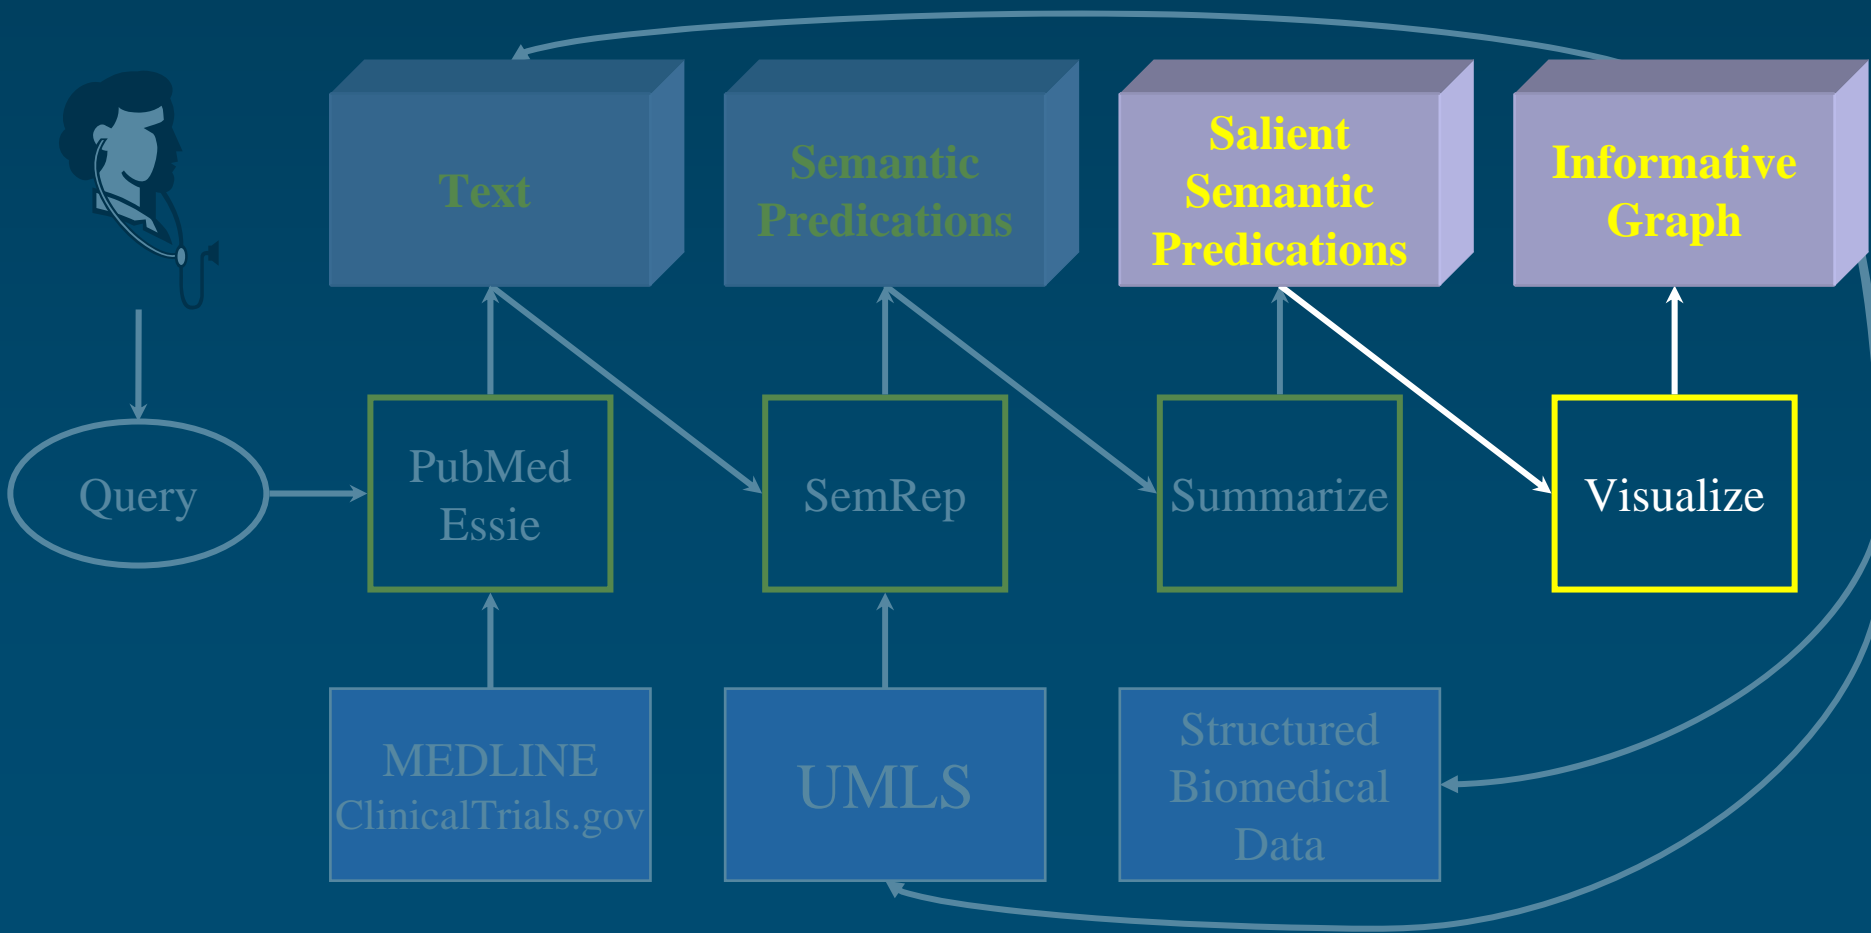 Text
Semantic
Predications
Salient
Semantic
Predications
Informative
Graph
Query
PubMed
Essie
SemRep
Summarize
Visualize
MEDLINE
ClinicalTrials.gov
UMLS
Structured
Biomedical
Data